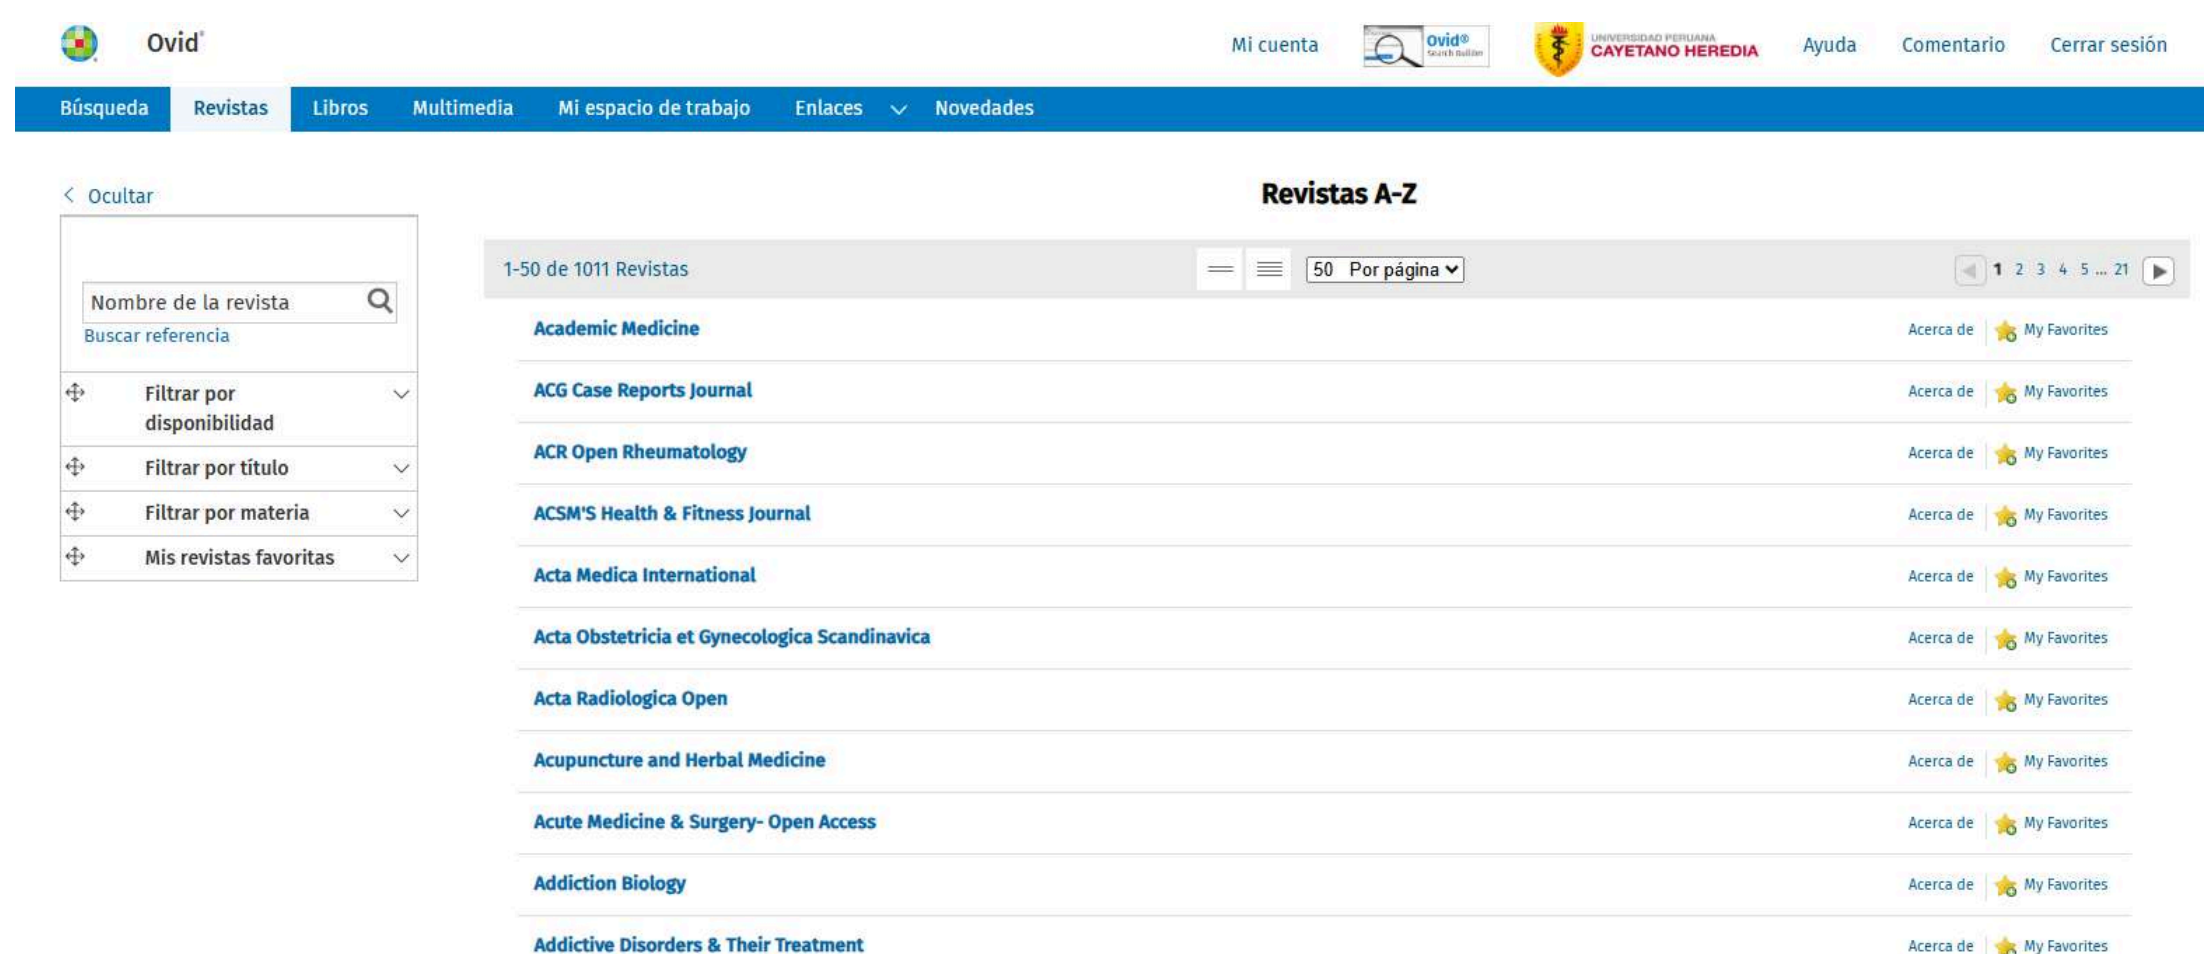 Ovid®
Mi cuenta
Ovid®
Search Builder
UNIVERSIDAD PERUANA
CAYETANO HEREDIA
Ayuda
Comentario
Cerrar sesión
Búsqueda
Revistas
Libros
Multimedia
Mi espacio de trabajo
Enlaces
Novedades
< Ocultar
Nombre de la revista
Buscar referencia
Filtrar por
disponibilidad
Filtrar por título
Filtrar por materia
Mis revistas favoritas
Revistas A-Z
1-50 de 1011 Revistas
50 Por página
1 2 3 4 5 ... 21
Academic Medicine
Acerca de
My Favorites
ACG Case Reports Journal
Acerca de
My Favorites
ACR Open Rheumatology
Acerca de
My Favorites
ACSM'S Health & Fitness Journal
Acerca de
My Favorites
Acta Medica International
Acerca de
My Favorites
Acta Obstetricia et Gynecologica Scandinavica
Acerca de
My Favorites
Acta Radiologica Open
Acerca de
My Favorites
Acupuncture and Herbal Medicine
Acerca de
My Favorites
Acute Medicine & Surgery- Open Access
Acerca de
My Favorites
Addiction Biology
Acerca de
My Favorites
Addictive Disorders & Their Treatment
Acerca de
My Favorites